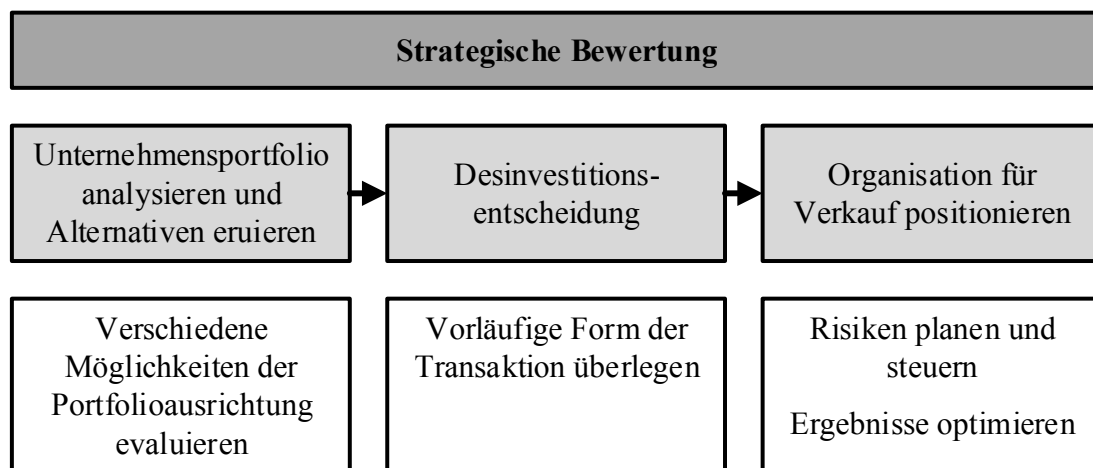 Strategische Bewertung
Unternehmensportfolio
analysieren und
Alternativen eruieren
Desinvestitions-
entscheidung
Organisation für
Verkauf positionieren
Verschiedene
Möglichkeiten der
Portfolioausrichtung
evaluieren
Vorläufige Form der
Transaktion überlegen
Risiken planen und
steuern
Ergebnisse optimieren